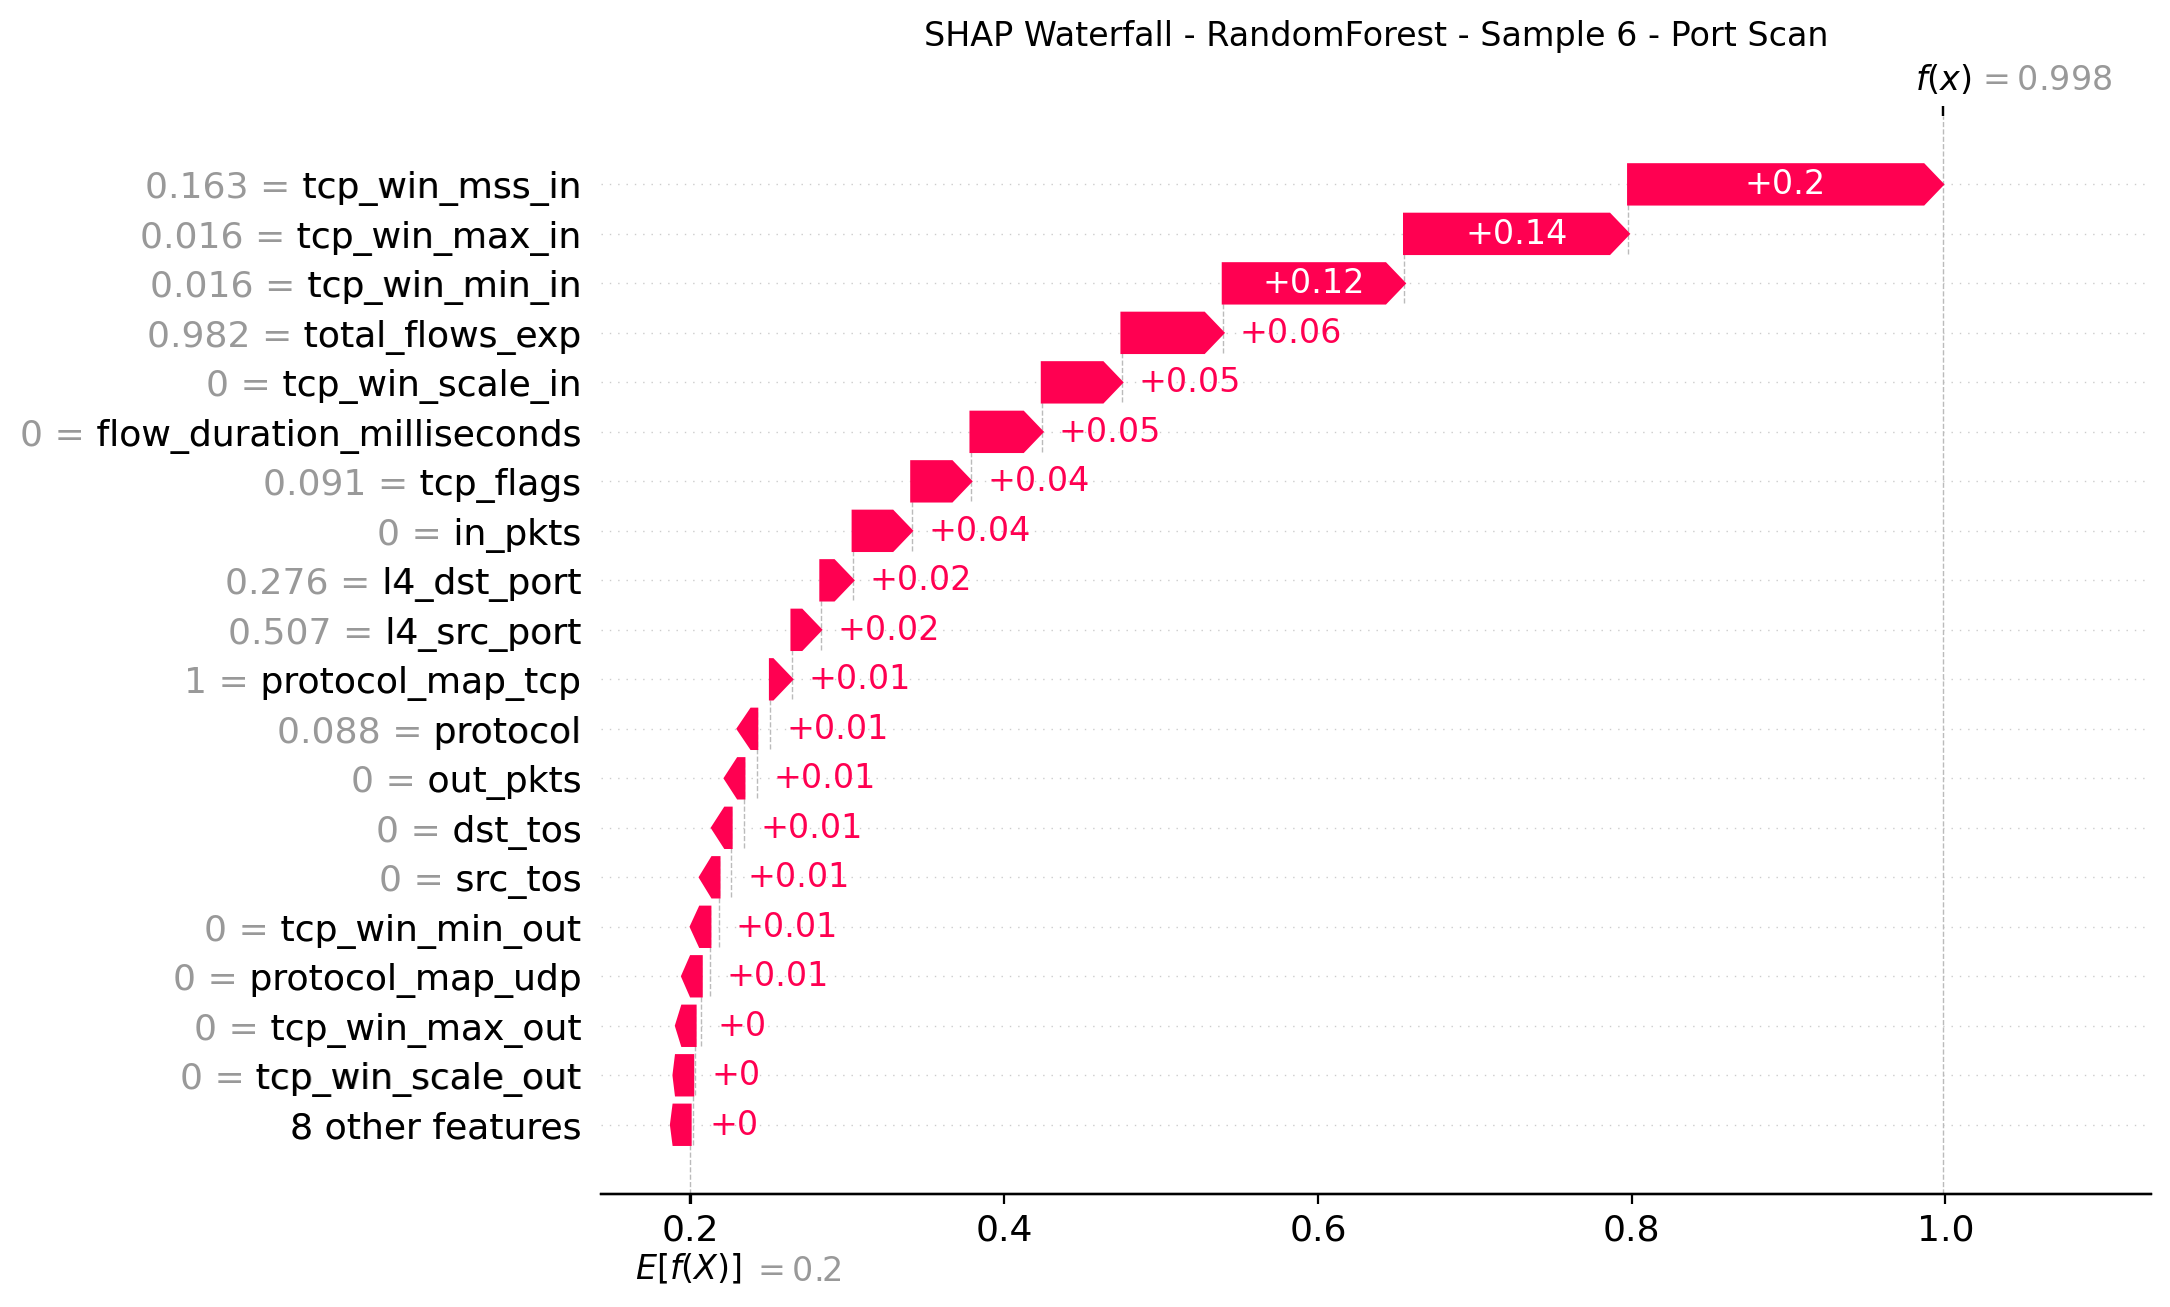 SHAP Waterfall - RandomForest - Sample 6 - Port Scan
f(x) = 0.998
0.163 = tcp_win_mss_in +0.2
0.016 = tcp_win_max_in +0.14
0.016 = tcp_win_min_in +0.12
0.982 = total_flows_exp +0.06
0 = tcp_win_scale_in +0.05
0 = flow_duration_milliseconds +0.05
0.091 = tcp_flags +0.04
0 = in_pkts +0.04
0.276 = l4_dst_port +0.02
0.507 = l4_src_port +0.02
1 = protocol_map_tcp +0.01
0.088 = protocol +0.01
0 = out_pkts +0.01
0 = dst_tos +0.01
0 = src_tos +0.01
0 = tcp_win_min_out +0.01
0 = protocol_map_udp +0.01
0 = tcp_win_max_out +0
0 = tcp_win_scale_out +0
8 other features +0
0.2 0.4 0.6 0.8 1.0
E[f(X)] = 0.2